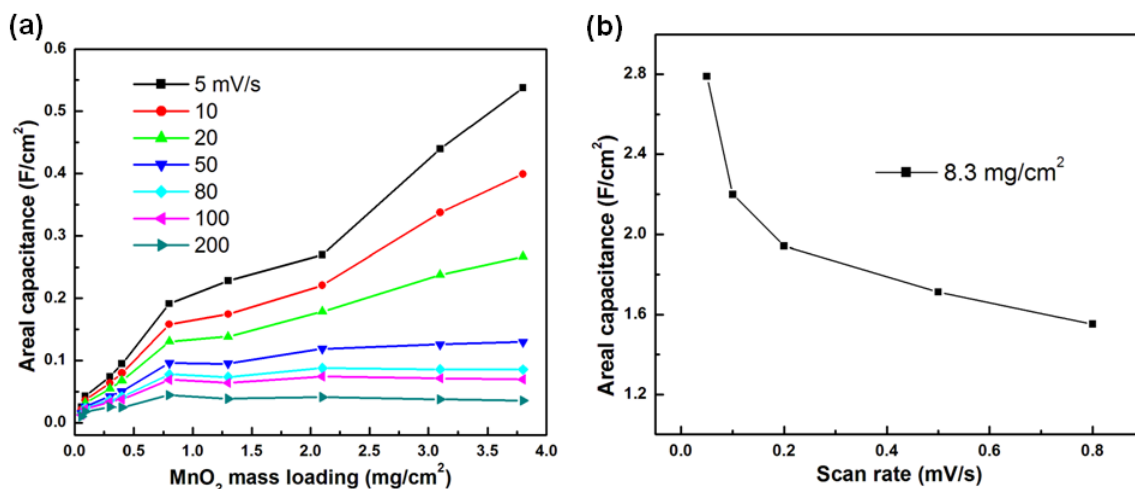 (a)
Areal capacitance (F/cm²)
0.6
0.5
0.4
0.3
0.2
0.1
0.0
5 mV/s
10
20
50
80
100
200
0.0 0.5 1.0 1.5 2.0 2.5 3.0 3.5 4.0
MnO₂ mass loading (mg/cm²)
(b)
Areal capacitance (F/cm²)
2.8
2.4
2.0
1.6
1.2
8.3 mg/cm²
0.0 0.2 0.4 0.6 0.8
Scan rate (mV/s)